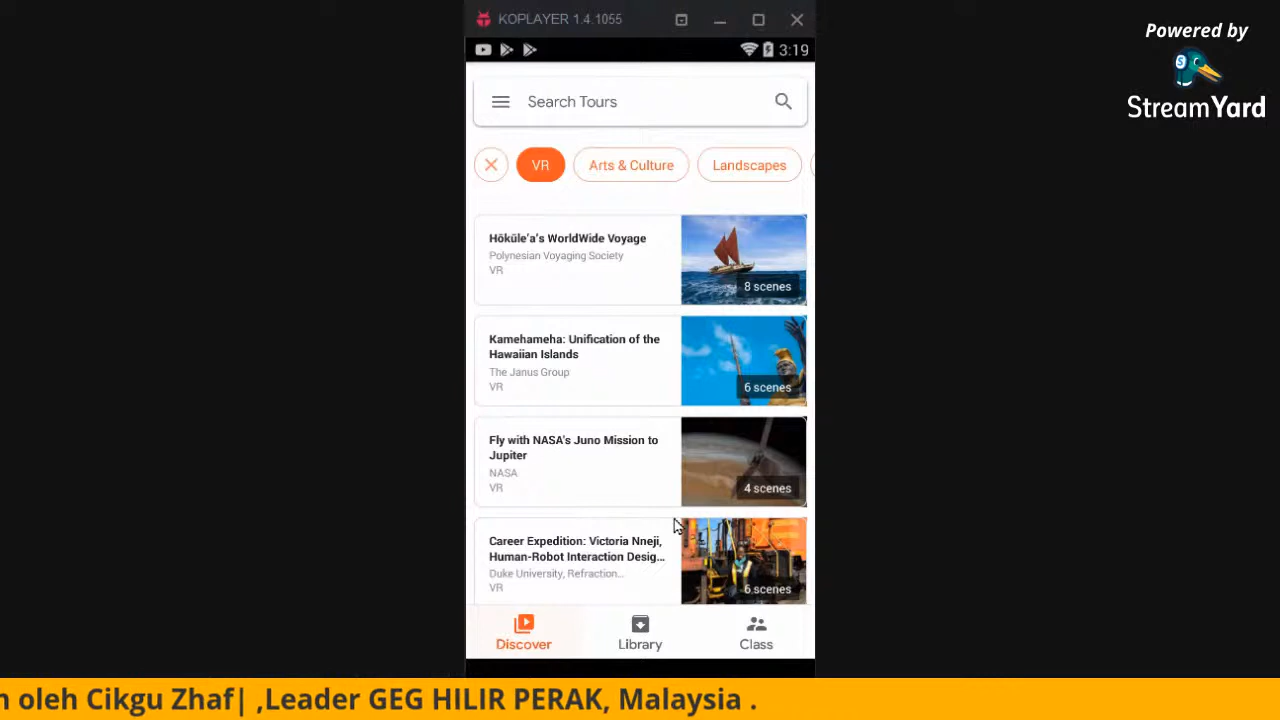 KOPLAYER 1.4.1055
3:19
Search Tours
VR
Arts & Culture
Landscapes
Hōkūleʻa's WorldWide Voyage
Polynesian Voyaging Society
VR
8 scenes
Kamehameha: Unification of the
Hawaiian Islands
The Janus Group
VR
6 scenes
Fly with NASA's Juno Mission to
Jupiter
NASA
VR
4 scenes
Career Expedition: Victoria Nneji,
Human-Robot Interaction Desig...
Duke University, Refraction...
VR
6 scenes
Discover
Library
Class
Powered by
S
StreamYard
oleh Cikgu Zhaf| ,Leader GEG HILIR PERAK, Malaysia .